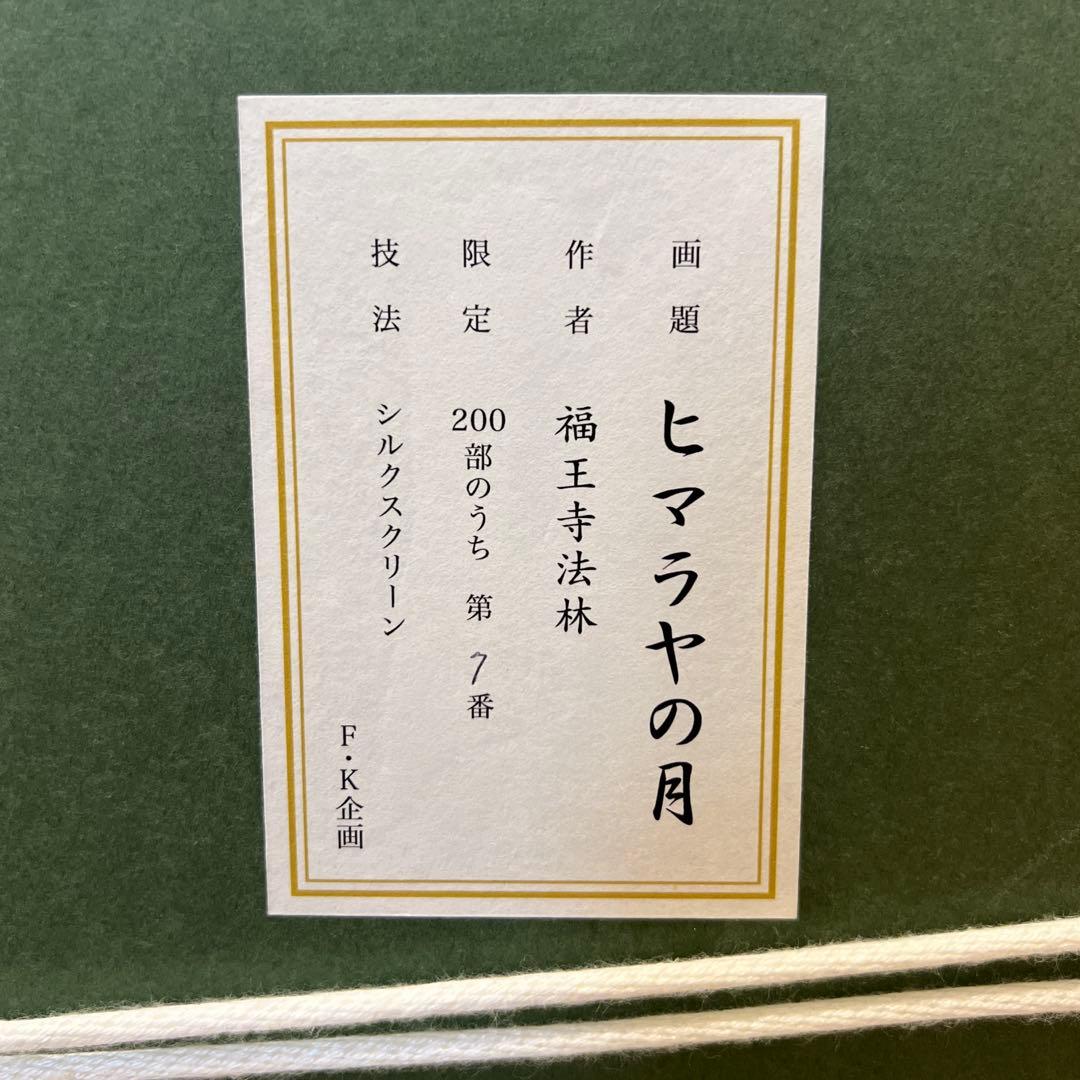 画題 ヒマラヤの月
作者 福王寺法林
限定 200部のうち 第7番
技法 シルクスクリーン
F・K企画